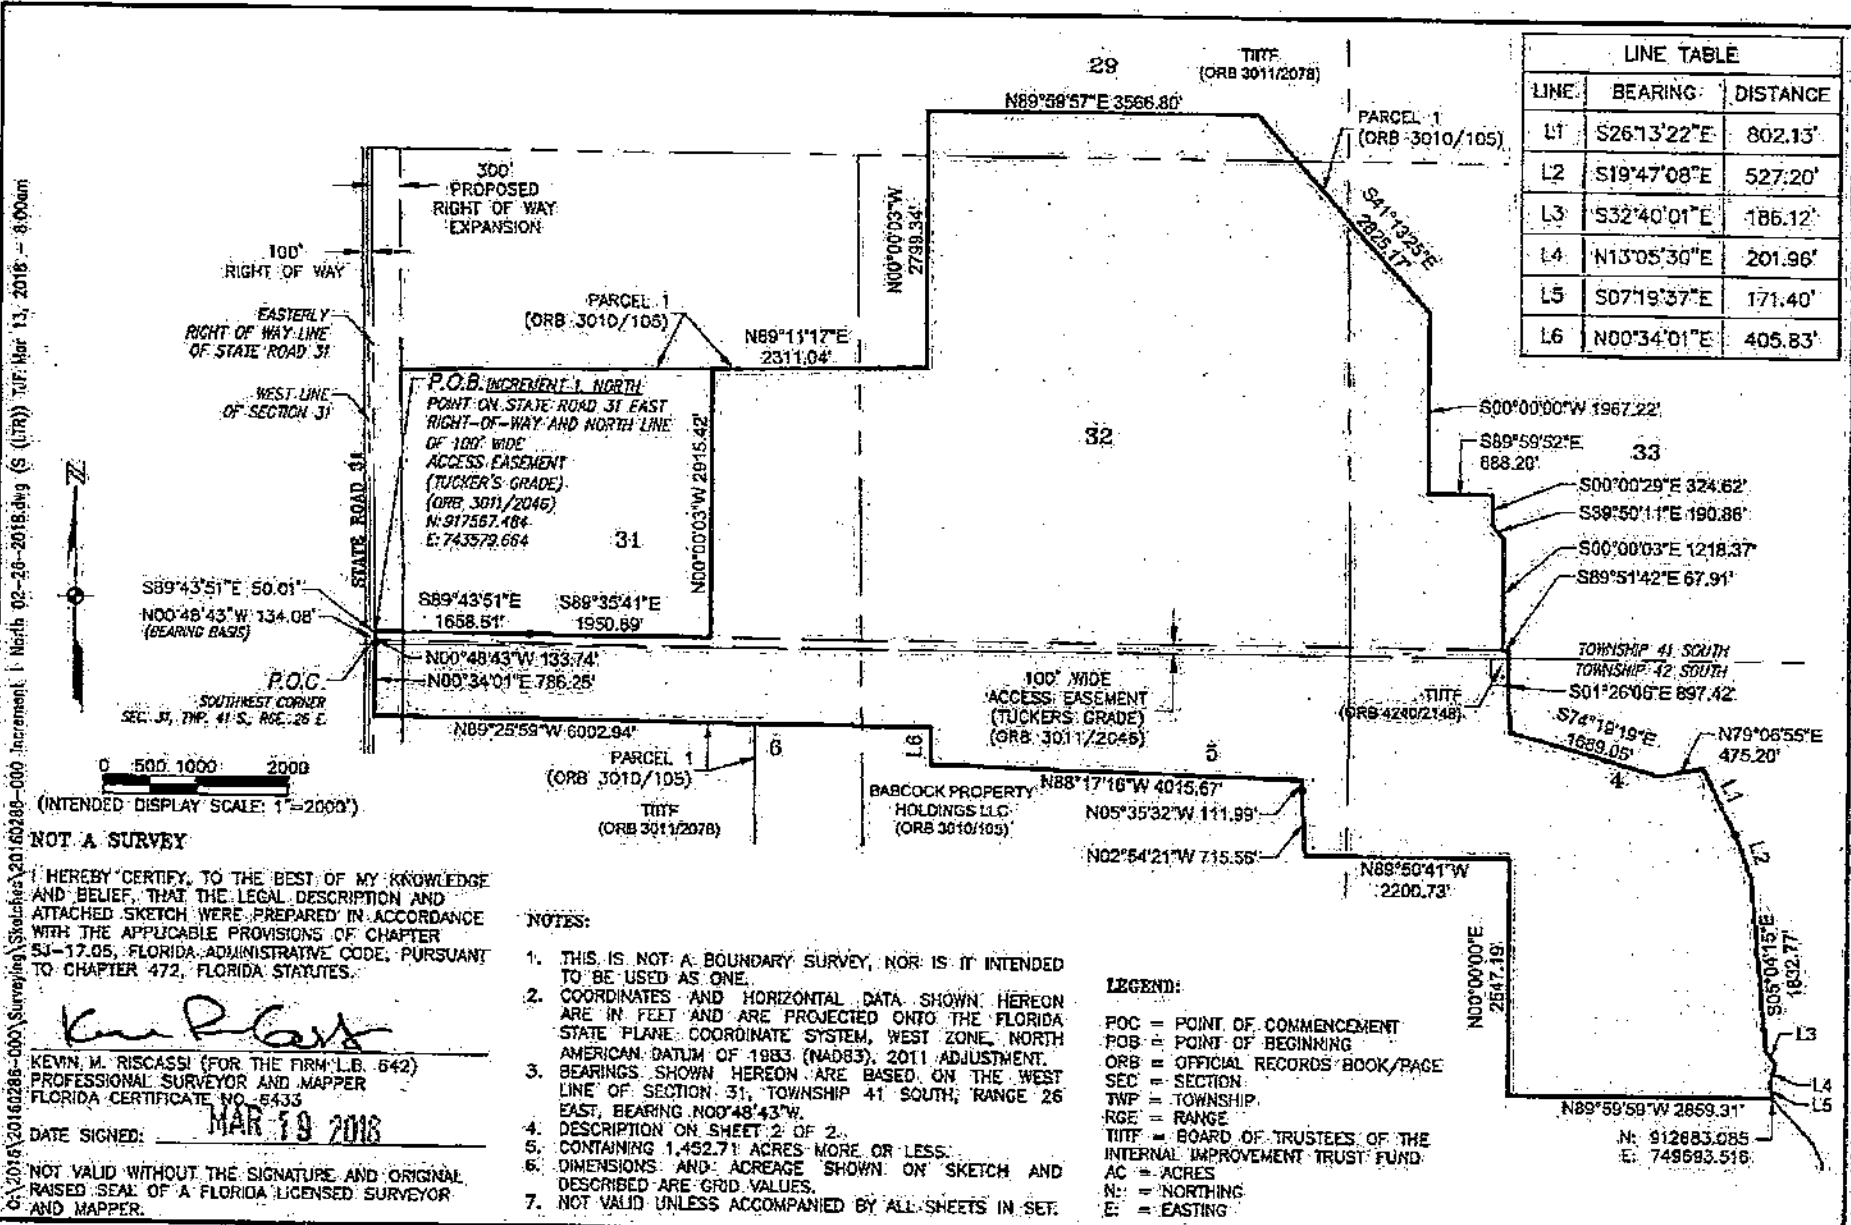 29
TIITF
(ORB 3011/2078)
N89°59'57"E 3566.80'
PARCEL 1
(ORB 3010/105)
LINE TABLE
LINE BEARING DISTANCE
L1 S26°13'22"E 802.13'
L2 S19°47'08"E 527.20'
L3 S32°40'01"E 186.12'
L4 N13°05'30"E 201.96'
L5 S07°19'37"E 171.40'
L6 N00°34'01"E 405.83'
300'
PROPOSED
RIGHT OF WAY
EXPANSION
100'
RIGHT OF WAY
EASTERLY
RIGHT OF WAY LINE
OF STATE ROAD 31
WEST LINE
OF SECTION 31
N00°00'03"W
2799.34'
S41°13'25"E
2825.17'
PARCEL 1
(ORB 3010/105)
N89°11'17"E
2311.04'
P.O.B. INCREMENT 1, NORTH
POINT ON STATE ROAD 31 EAST
RIGHT-OF-WAY AND NORTH LINE
OF 100' WIDE
ACCESS EASEMENT
(TUCKER'S GRADE)
(ORB 3011/2046)
N:917567.484
E:743579.664
N00°00'03"W 2915.42'
31
32
33
S00°00'00"W 1967.22'
S89°59'52"E
888.20'
S00°00'29"E 324.62'
S39°50'11"E 190.86'
S00°00'03"E 1218.37'
S89°51'42"E 67.91'
STATE ROAD 31
N
S89°43'51"E 50.01'
N00°48'43"W 134.08'
(BEARING BASIS)
S89°43'51"E
1658.51'
S89°35'41"E
1950.89'
N00°48'43"W 133.74'
N00°34'01"E 786.25'
P.O.C.
SOUTHWEST CORNER
SEC. 31, TWP. 41 S., RGE. 26 E.
TOWNSHIP 41 SOUTH
TOWNSHIP 42 SOUTH
S01°26'06"E 897.42'
TIITF
(ORB 4240/2148)
100' WIDE
ACCESS EASEMENT
(TUCKERS GRADE)
(ORB 3011/2046)
N89°25'59"W 6002.94'
PARCEL 1
(ORB 3010/105)
TIITF
(ORB 3011/2078)
6
L6
5
4
S74°19'19"E
1689.05'
N79°06'55"E
475.20'
L1
L2
BABCOCK PROPERTY
HOLDINGS LLC
(ORB 3010/105)
N88°17'16"W 4015.67'
N05°35'32"W 111.99'
N02°54'21"W 715.56'
N89°50'41"W
2200.73'
N00°00'00"E
2547.19'
S05°04'15"E
1832.77'
L3
L4
L5
N89°59'59"W 2859.31'
N: 912683.085
E: 749693.516
0 500 1000 2000
(INTENDED DISPLAY SCALE: 1"=2000')
NOT A SURVEY
I HEREBY CERTIFY, TO THE BEST OF MY KNOWLEDGE
AND BELIEF, THAT THE LEGAL DESCRIPTION AND
ATTACHED SKETCH WERE PREPARED IN ACCORDANCE
WITH THE APPLICABLE PROVISIONS OF CHAPTER
5J-17.05, FLORIDA ADMINISTRATIVE CODE, PURSUANT
TO CHAPTER 472, FLORIDA STATUTES.
KEVIN M. RISCASSI (FOR THE FIRM L.B. 642)
PROFESSIONAL SURVEYOR AND MAPPER
FLORIDA CERTIFICATE NO. 6433
DATE SIGNED: MAR 19 2018
NOT VALID WITHOUT THE SIGNATURE AND ORIGINAL
RAISED SEAL OF A FLORIDA LICENSED SURVEYOR
AND MAPPER.
NOTES:
1. THIS IS NOT A BOUNDARY SURVEY, NOR IS IT INTENDED
TO BE USED AS ONE.
2. COORDINATES AND HORIZONTAL DATA SHOWN HEREON
ARE IN FEET AND ARE PROJECTED ONTO THE FLORIDA
STATE PLANE COORDINATE SYSTEM, WEST ZONE, NORTH
AMERICAN DATUM OF 1983 (NAD83), 2011 ADJUSTMENT.
3. BEARINGS SHOWN HEREON ARE BASED ON THE WEST
LINE OF SECTION 31, TOWNSHIP 41 SOUTH, RANGE 26
EAST, BEARING N00°48'43"W.
4. DESCRIPTION ON SHEET 2 OF 2.
5. CONTAINING 1,452.71 ACRES MORE OR LESS.
6. DIMENSIONS AND ACREAGE SHOWN ON SKETCH AND
DESCRIBED ARE GRID VALUES.
7. NOT VALID UNLESS ACCOMPANIED BY ALL SHEETS IN SET.
LEGEND:
POC = POINT OF COMMENCEMENT
POB = POINT OF BEGINNING
ORB = OFFICIAL RECORDS BOOK/PAGE
SEC = SECTION
TWP = TOWNSHIP
RGE = RANGE
TIITF = BOARD OF TRUSTEES OF THE
INTERNAL IMPROVEMENT TRUST FUND
AC = ACRES
N: = NORTHING
E: = EASTING